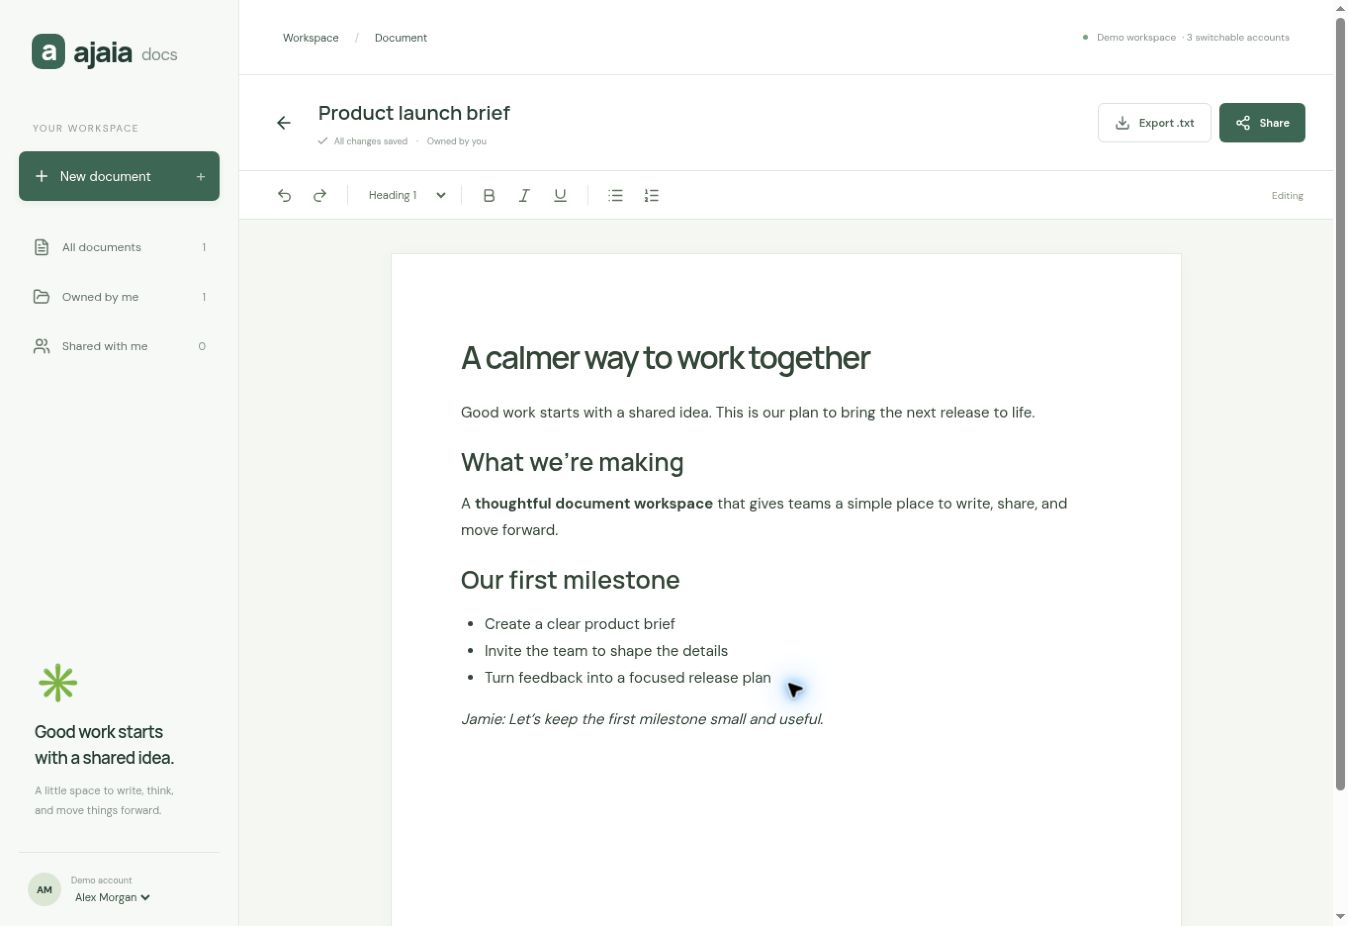 a ajaia docs
YOUR WORKSPACE
+ New document +
All documents 1
Owned by me 1
Shared with me 0
Good work starts
with a shared idea.
A little space to write, think,
and move things forward.
AM
Demo account
Alex Morgan
Workspace / Document
Demo workspace · 3 switchable accounts
Product launch brief
All changes saved · Owned by you
Export .txt
Share
Heading 1
B I U
Editing
A calmer way to work together
Good work starts with a shared idea. This is our plan to bring the next release to life.
What we’re making
A thoughtful document workspace that gives teams a simple place to write, share, and
move forward.
Our first milestone
• Create a clear product brief
• Invite the team to shape the details
• Turn feedback into a focused release plan
Jamie: Let’s keep the first milestone small and useful.